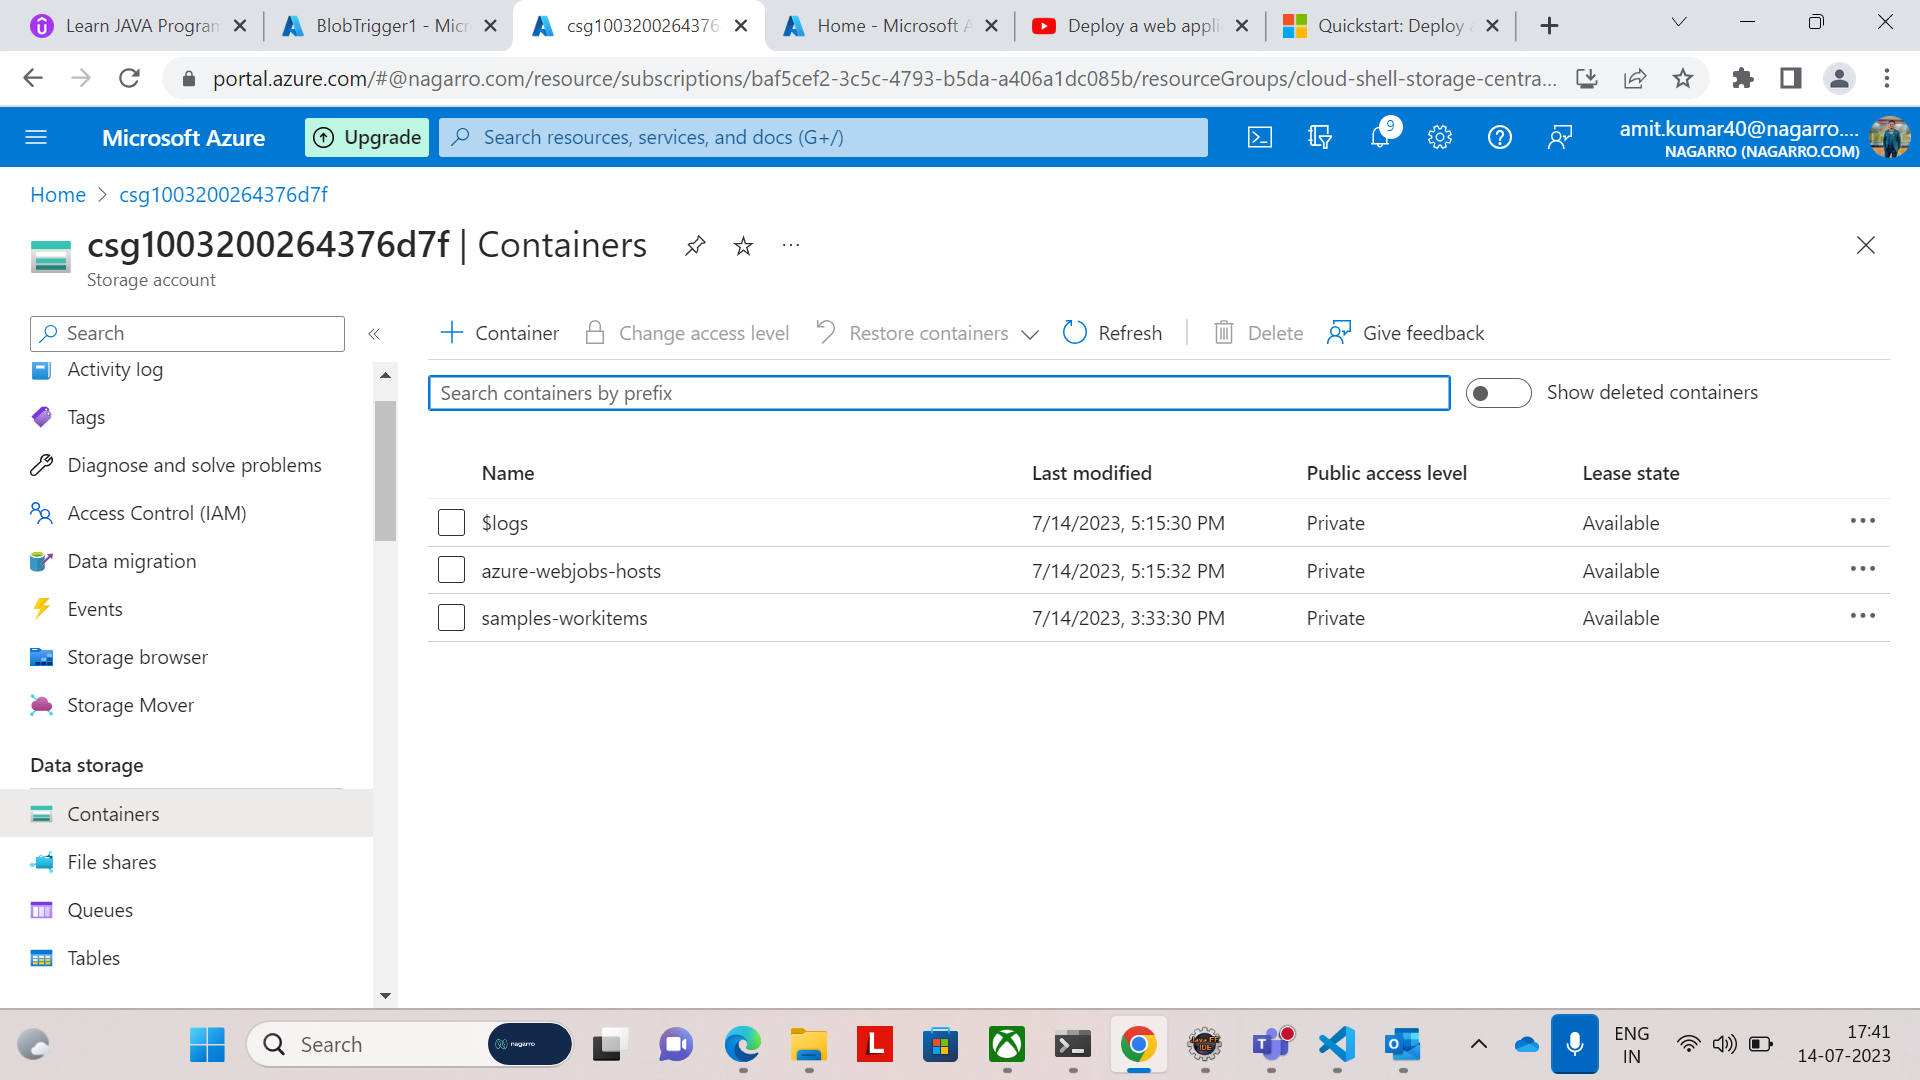 Learn JAVA Progran
BlobTrigger1 - Micr
csg1003200264376
Home - Microsoft A
Deploy a web appli
Quickstart: Deploy a
portal.azure.com/#@nagarro.com/resource/subscriptions/baf5cef2-3c5c-4793-b5da-a406a1dc085b/resourceGroups/cloud-shell-storage-centra...
Microsoft Azure
Upgrade
Search resources, services, and docs (G+/)
9
amit.kumar40@nagarro....
NAGARRO (NAGARRO.COM)
Home > csg1003200264376d7f
csg1003200264376d7f | Containers
Storage account
Search
Container
Change access level
Restore containers
Refresh
Delete
Give feedback
Search containers by prefix
Show deleted containers
Name Last modified Public access level Lease state
$logs 7/14/2023, 5:15:30 PM Private Available
azure-webjobs-hosts 7/14/2023, 5:15:32 PM Private Available
samples-workitems 7/14/2023, 3:33:30 PM Private Available
Activity log
Tags
Diagnose and solve problems
Access Control (IAM)
Data migration
Events
Storage browser
Storage Mover
Data storage
Containers
File shares
Queues
Tables
Search
nagarro
L
JAVA EE
IDE
T
ENG
IN
17:41
14-07-2023